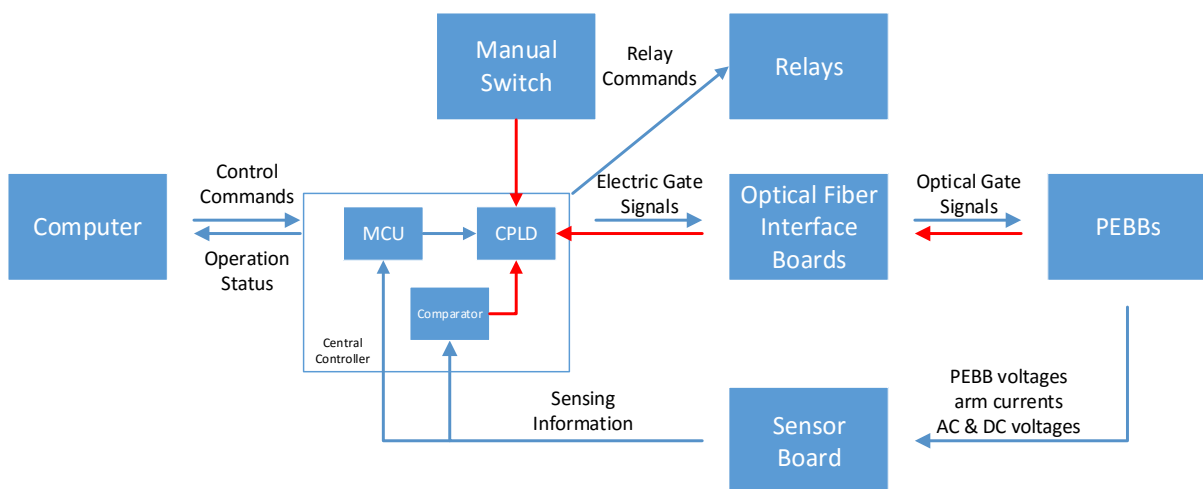 Manual
Switch
Relay
Commands
Relays
Control
Commands
Computer
Operation
Status
MCU
CPLD
Comparator
Central
Controller
Electric Gate
Signals
Optical Fiber
Interface
Boards
Optical Gate
Signals
PEBBs
Sensing
Information
Sensor
Board
PEBB voltages
arm currents
AC & DC voltages